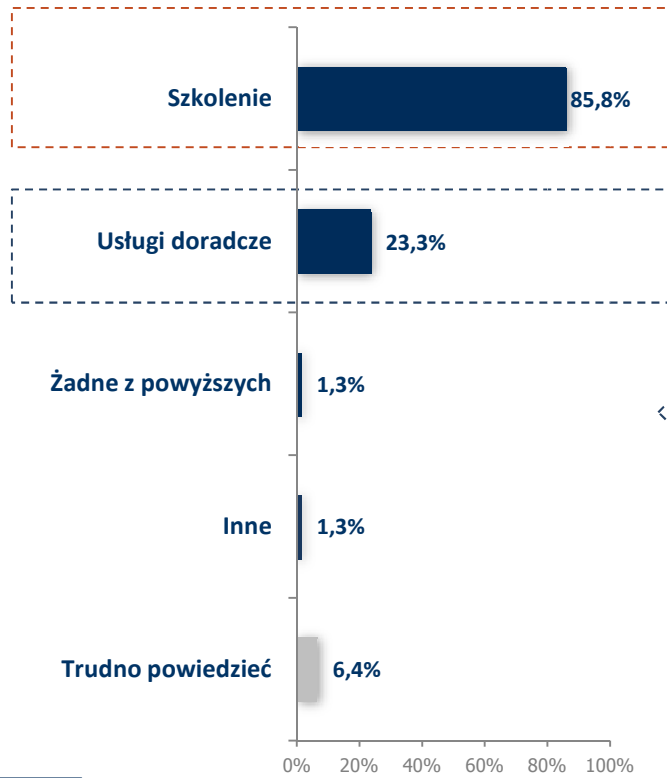 Szkolenie 85,8%
Usługi doradcze 23,3%
Żadne z powyższych 1,3%
Inne 1,3%
Trudno powiedzieć 6,4%
0% 20% 40% 60% 80% 100%